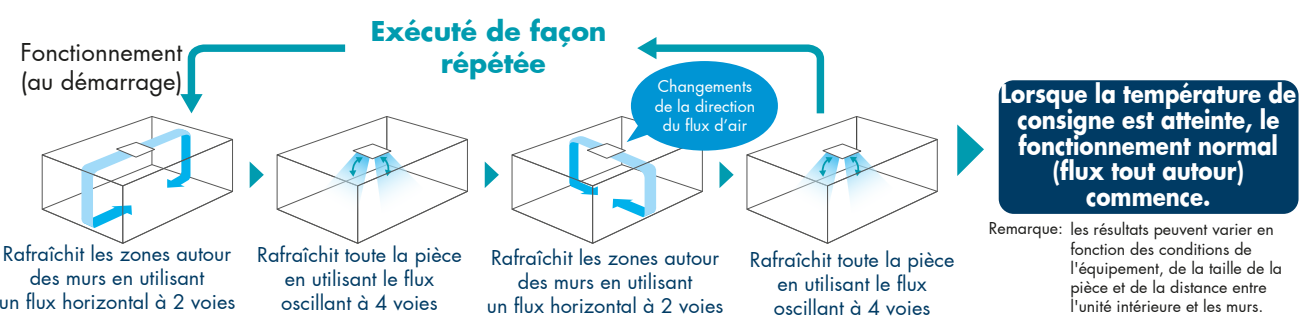 Exécuté de façon
répétée
Fonctionnement
(au démarrage)
Changements
de la direction
du flux d'air
Rafraîchit les zones autour
des murs en utilisant
un flux horizontal à 2 voies
Rafraîchit toute la pièce
en utilisant le flux
oscillant à 4 voies
Rafraîchit les zones autour
des murs en utilisant
un flux horizontal à 2 voies
Rafraîchit toute la pièce
en utilisant le flux
oscillant à 4 voies
Lorsque la température de
consigne est atteinte, le
fonctionnement normal
(flux tout autour)
commence.
Remarque: les résultats peuvent varier en
fonction des conditions de
l'équipement, de la taille de la
pièce et de la distance entre
l'unité intérieure et les murs.